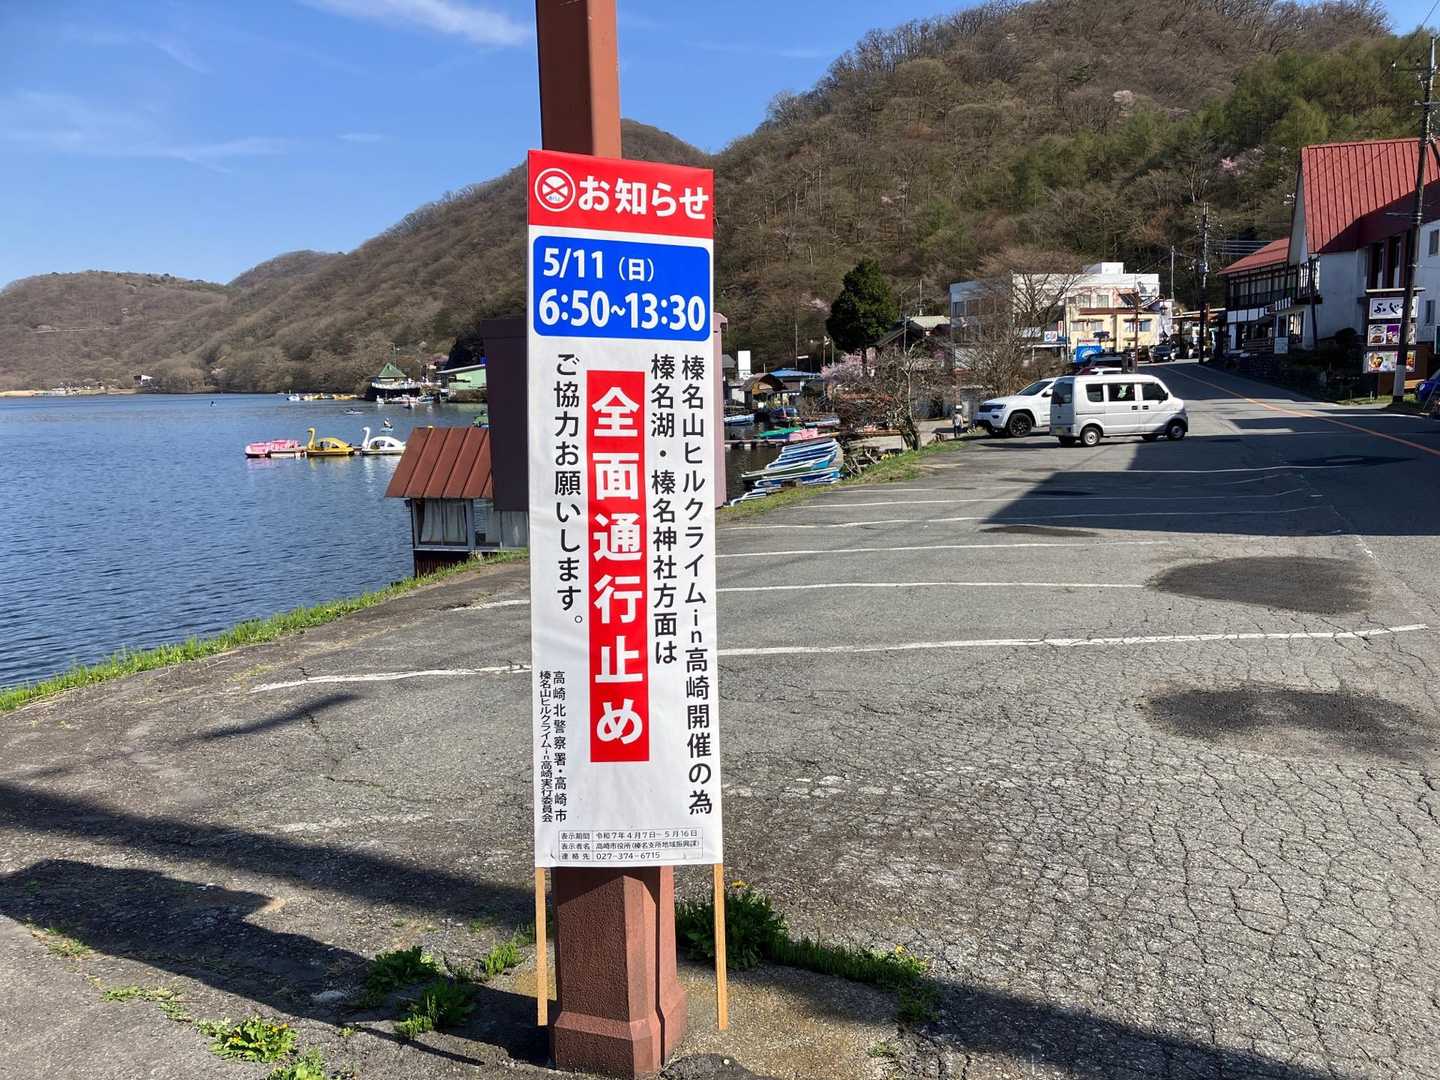 お知らせ
5/11（日）
6:50~13:30
榛名山ヒルクライムin高崎開催の為
榛名湖・榛名神社方面は
全面通行止め
ご協力お願いします。
高崎北警察署・高崎市
榛名山ヒルクライムin高崎実行委員会
表示期間 令和7年4月7日～5月16日
表示者名 高崎市役所(榛名支所地域振興課)
連絡先 027-374-6715